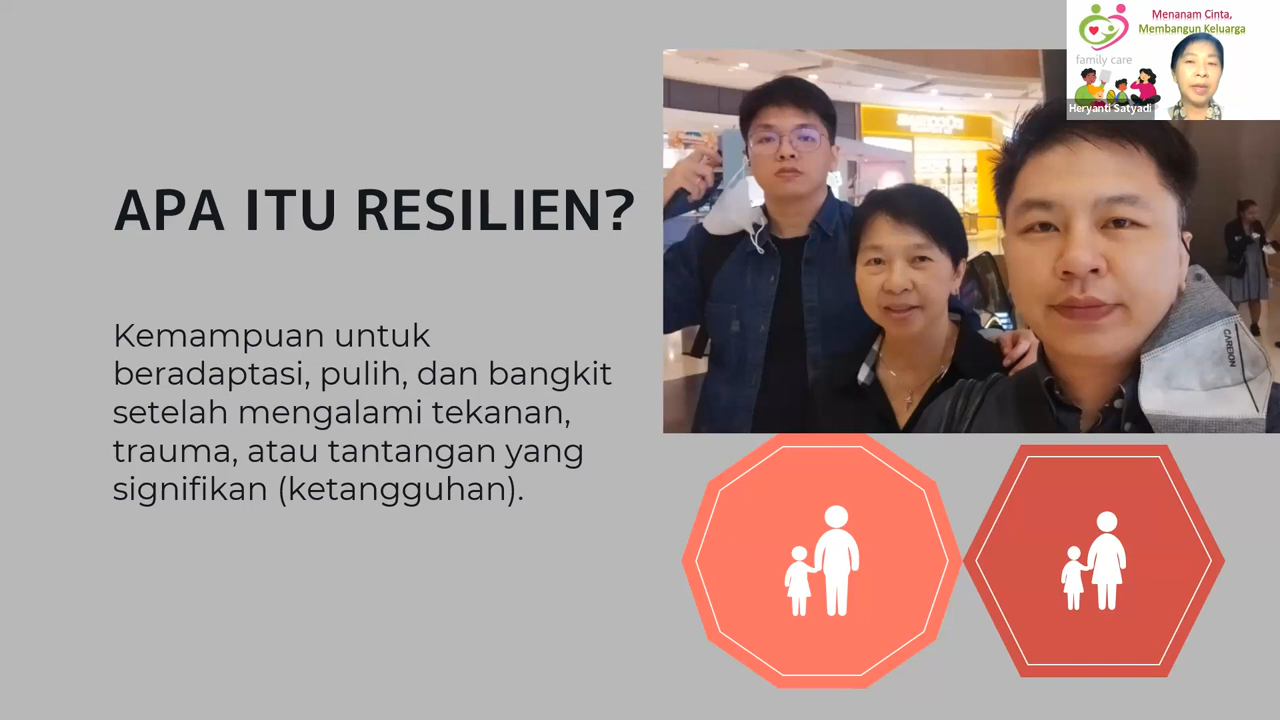 Menanam Cinta,
Membangun Keluarga
family care
Heryanti Satyadi
APA ITU RESILIEN?
Kemampuan untuk
beradaptasi, pulih, dan bangkit
setelah mengalami tekanan,
trauma, atau tantangan yang
signifikan (ketangguhan).
CARBON